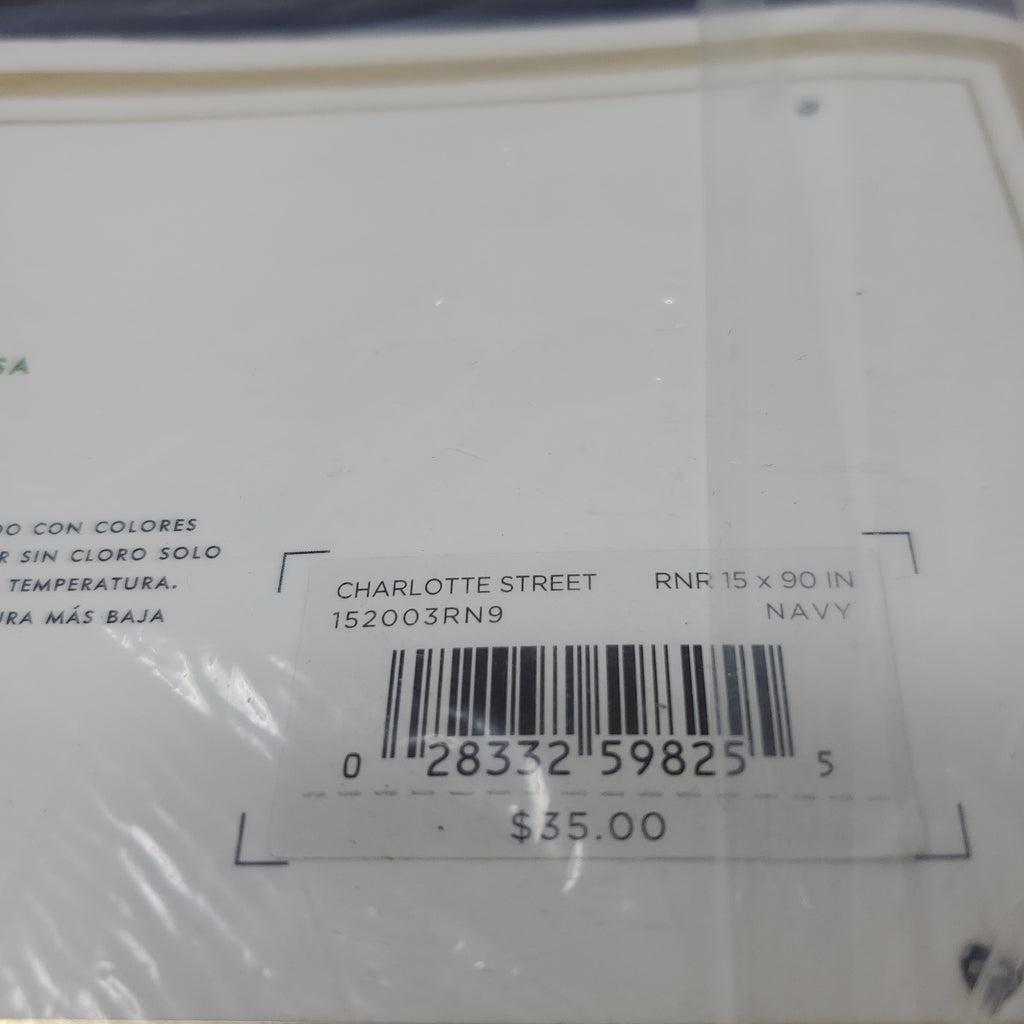 SA
DO CON COLORES
R SIN CLORO SOLO
TEMPERATURA.
URA MÁS BAJA
CHARLOTTE STREET RNR 15 x 90 IN
152003RN9 NAVY
0 28332 59825 5
$35.00